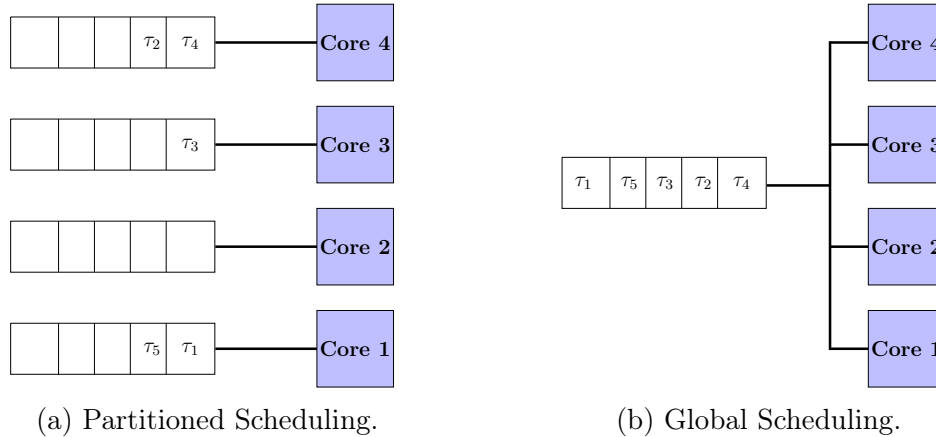 τ2 τ4 Core 4
τ3 Core 3
Core 2
τ5 τ1 Core 1
(a) Partitioned Scheduling.
Core 4
Core 3
τ1 τ5 τ3 τ2 τ4
Core 2
Core 1
(b) Global Scheduling.